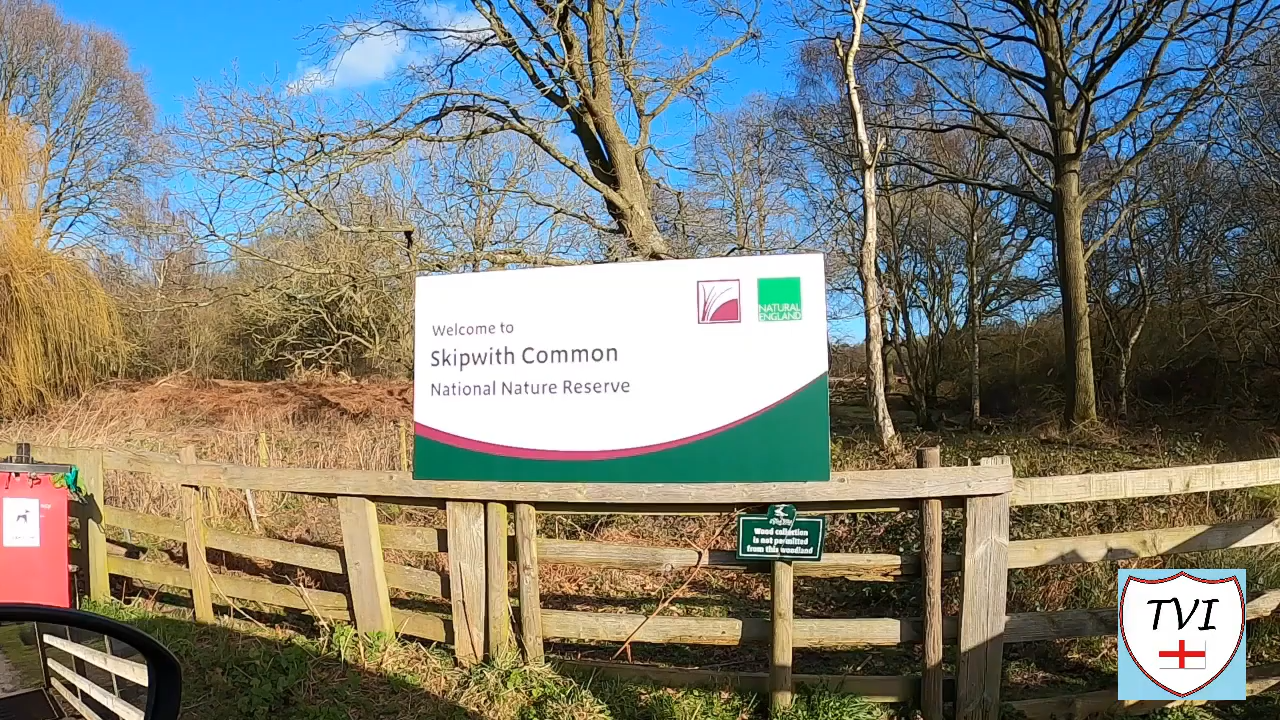 Welcome to
Skipwith Common
National Nature Reserve
NATURAL
ENGLAND
Wood collection
is not permitted
from this woodland
TVI